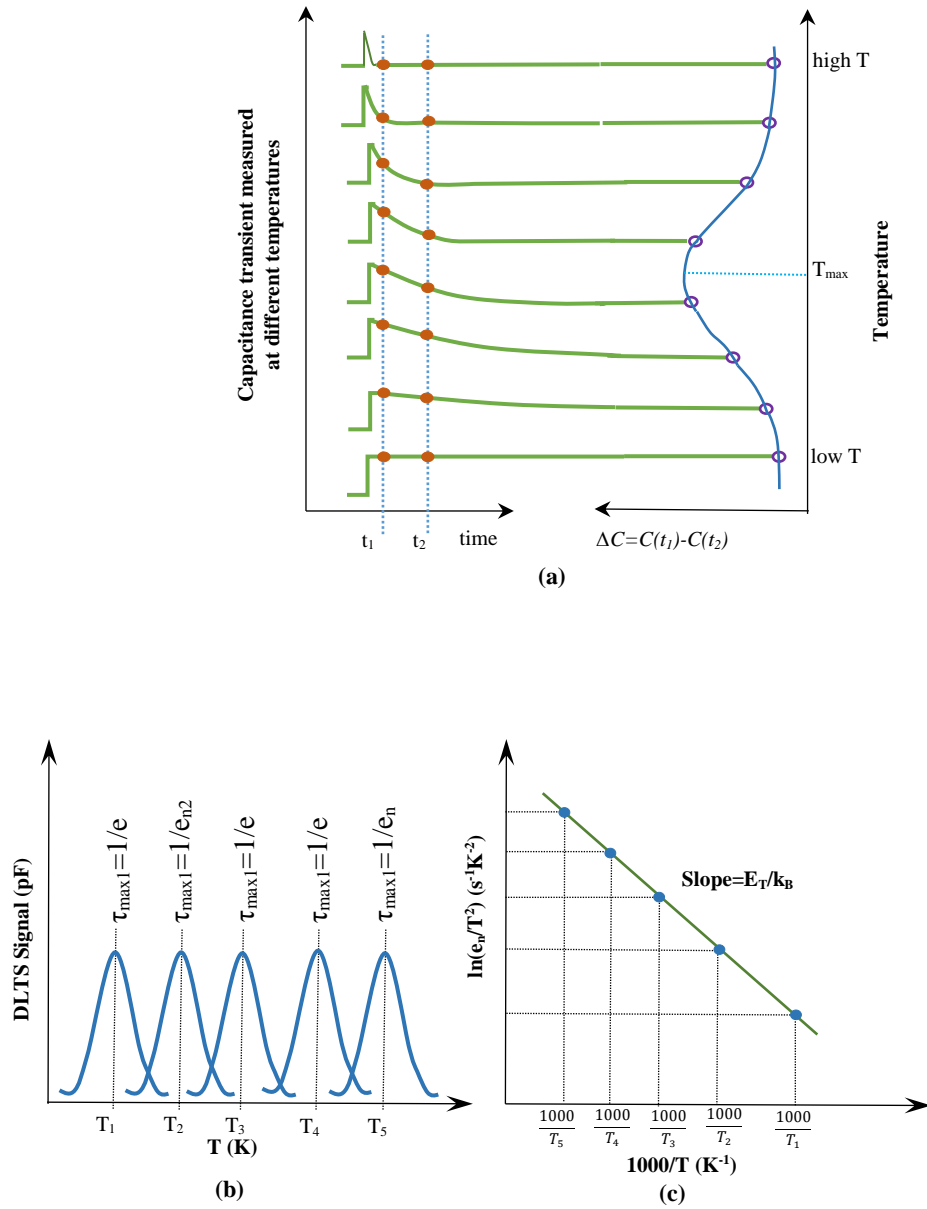 Capacitance transient measured
at different temperatures
high T
T_max
Temperature
low T
t_1 t_2 time
ΔC=C(t_1)-C(t_2)
(a)
DLTS Signal (pF)
τ_max1=1/e
τ_max1=1/e_n2
τ_max1=1/e
τ_max1=1/e
τ_max1=1/e_n
T_1 T_2 T_3 T_4 T_5
T (K)
(b)
ln(e_n/T^2) (s^-1K^-2)
Slope=E_T/k_B
1000/T_5 1000/T_4 1000/T_3 1000/T_2 1000/T_1
1000/T (K^-1)
(c)